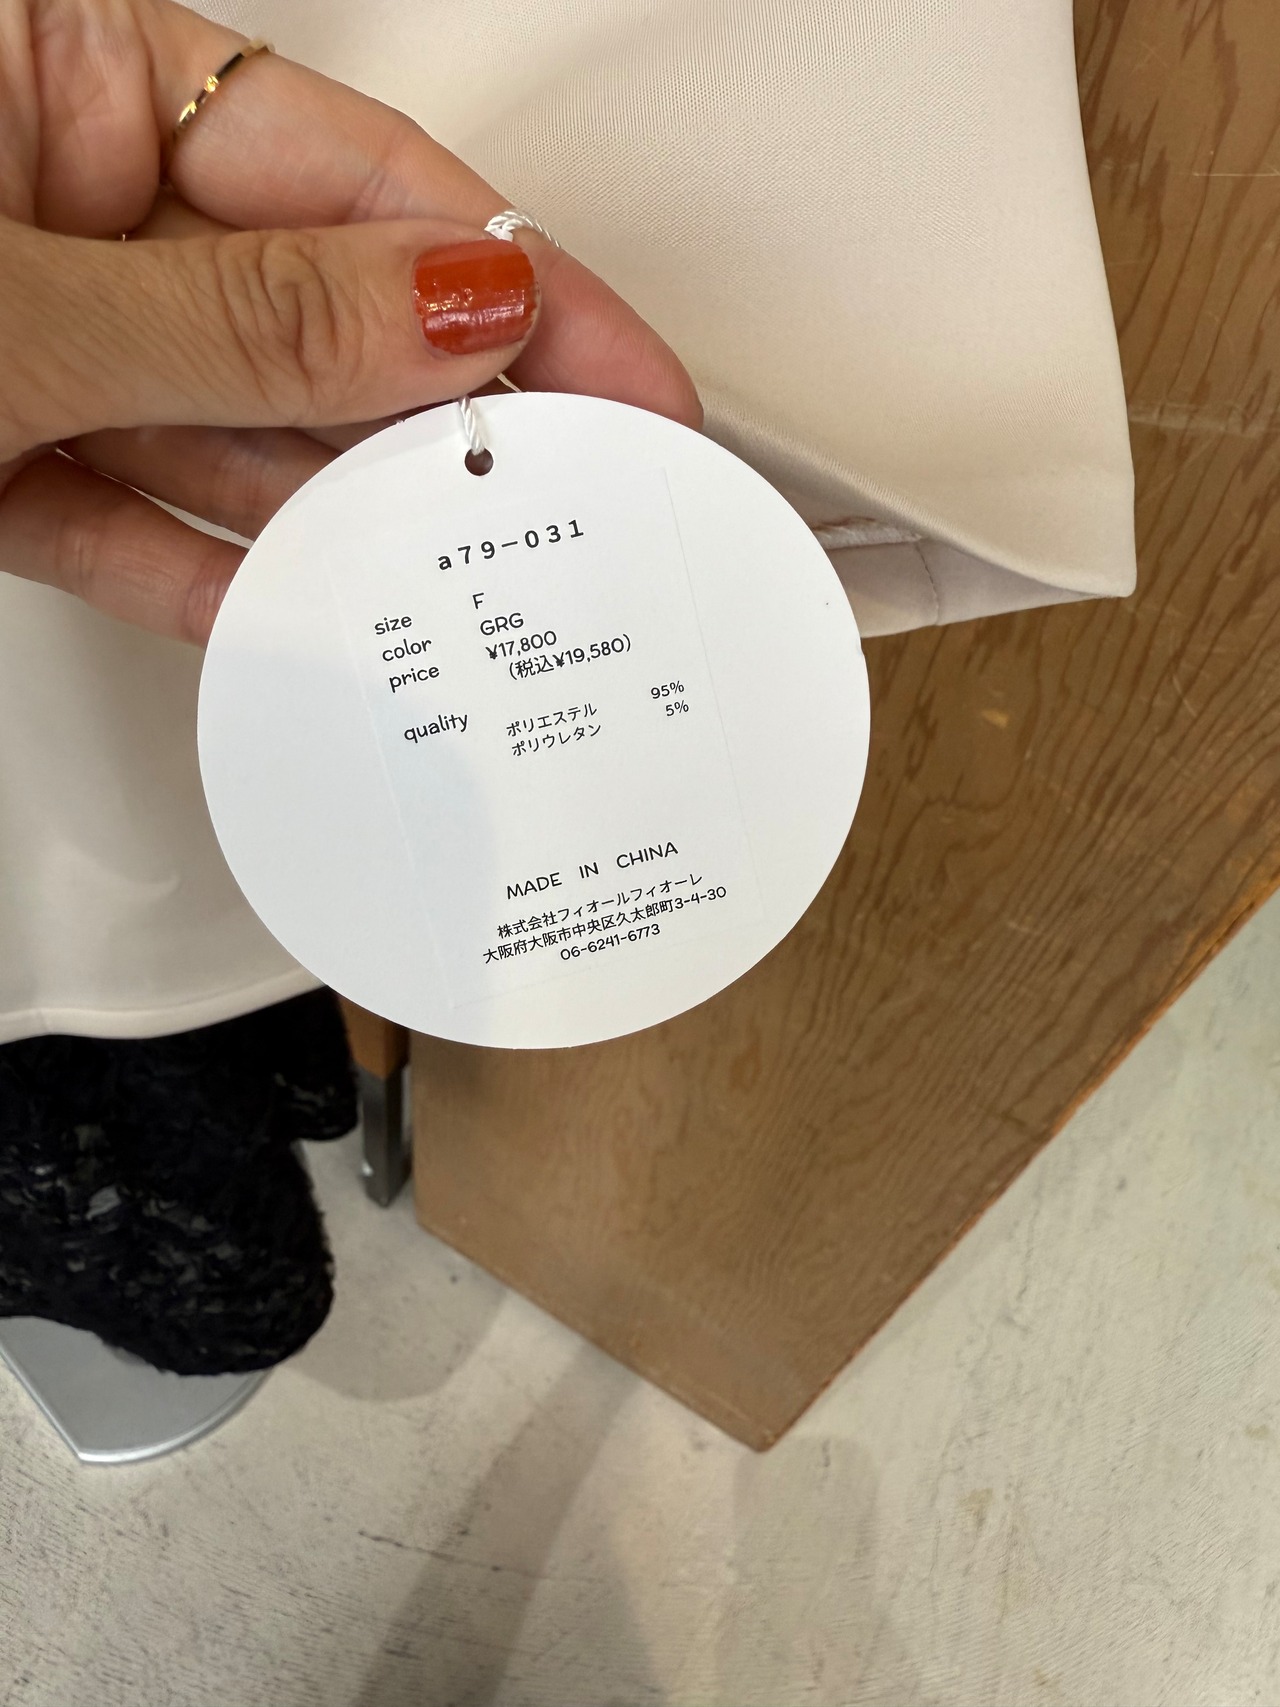 a79-031
size F
color GRG
price ¥17,800
(税込¥19,580)
quality ポリエステル 95%
ポリウレタン 5%
MADE IN CHINA
株式会社フィオールフィオーレ
大阪府大阪市中央区久太郎町3-4-30
06-6241-6773